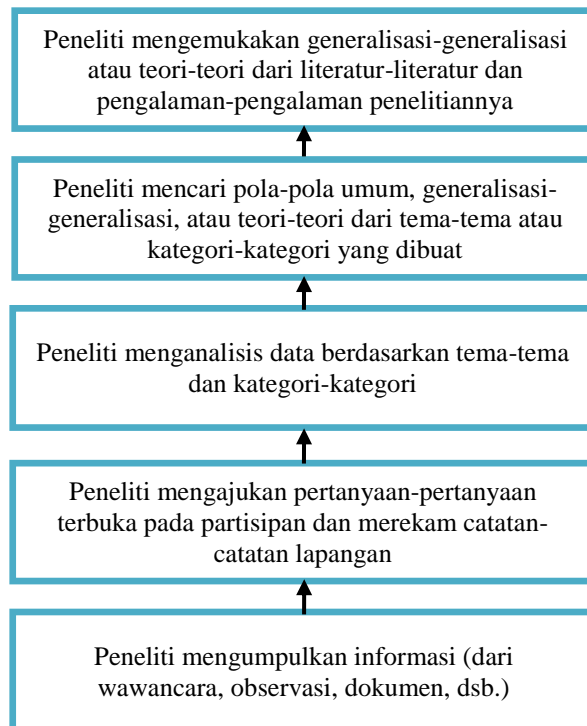 Peneliti mengemukakan generalisasi-generalisasi
atau teori-teori dari literatur-literatur dan
pengalaman-pengalaman penelitiannya
Peneliti mencari pola-pola umum, generalisasi-
generalisasi, atau teori-teori dari tema-tema atau
kategori-kategori yang dibuat
Peneliti menganalisis data berdasarkan tema-tema
dan kategori-kategori
Peneliti mengajukan pertanyaan-pertanyaan
terbuka pada partisipan dan merekam catatan-
catatan lapangan
Peneliti mengumpulkan informasi (dari
wawancara, observasi, dokumen, dsb.)